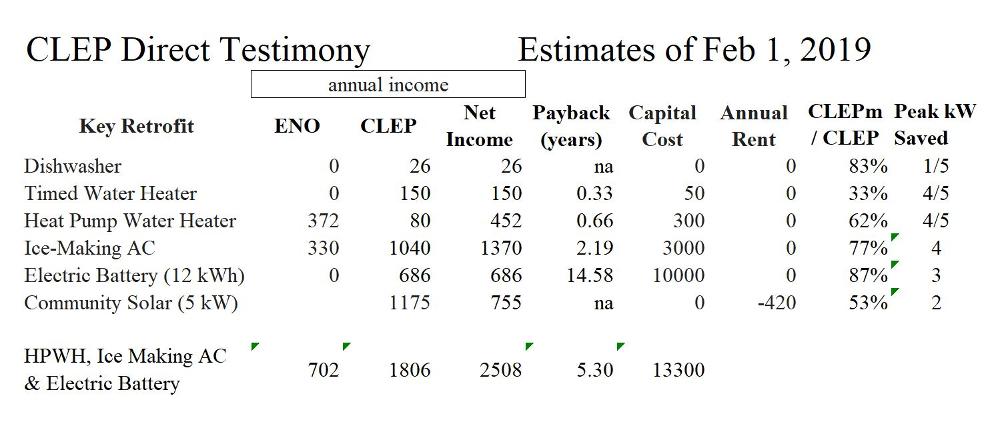 CLEP Direct Testimony Estimates of Feb 1, 2019
annual income
Key Retrofit ENO CLEP Net Income Payback (years) Capital Cost Annual Rent CLEPm / CLEP Peak kW Saved
Dishwasher 0 26 26 na 0 0 83% 1/5
Timed Water Heater 0 150 150 0.33 50 0 33% 4/5
Heat Pump Water Heater 372 80 452 0.66 300 0 62% 4/5
Ice-Making AC 330 1040 1370 2.19 3000 0 77% 4
Electric Battery (12 kWh) 0 686 686 14.58 10000 0 87% 3
Community Solar (5 kW) 1175 755 na 0 -420 53% 2
HPWH, Ice Making AC
& Electric Battery 702 1806 2508 5.30 13300